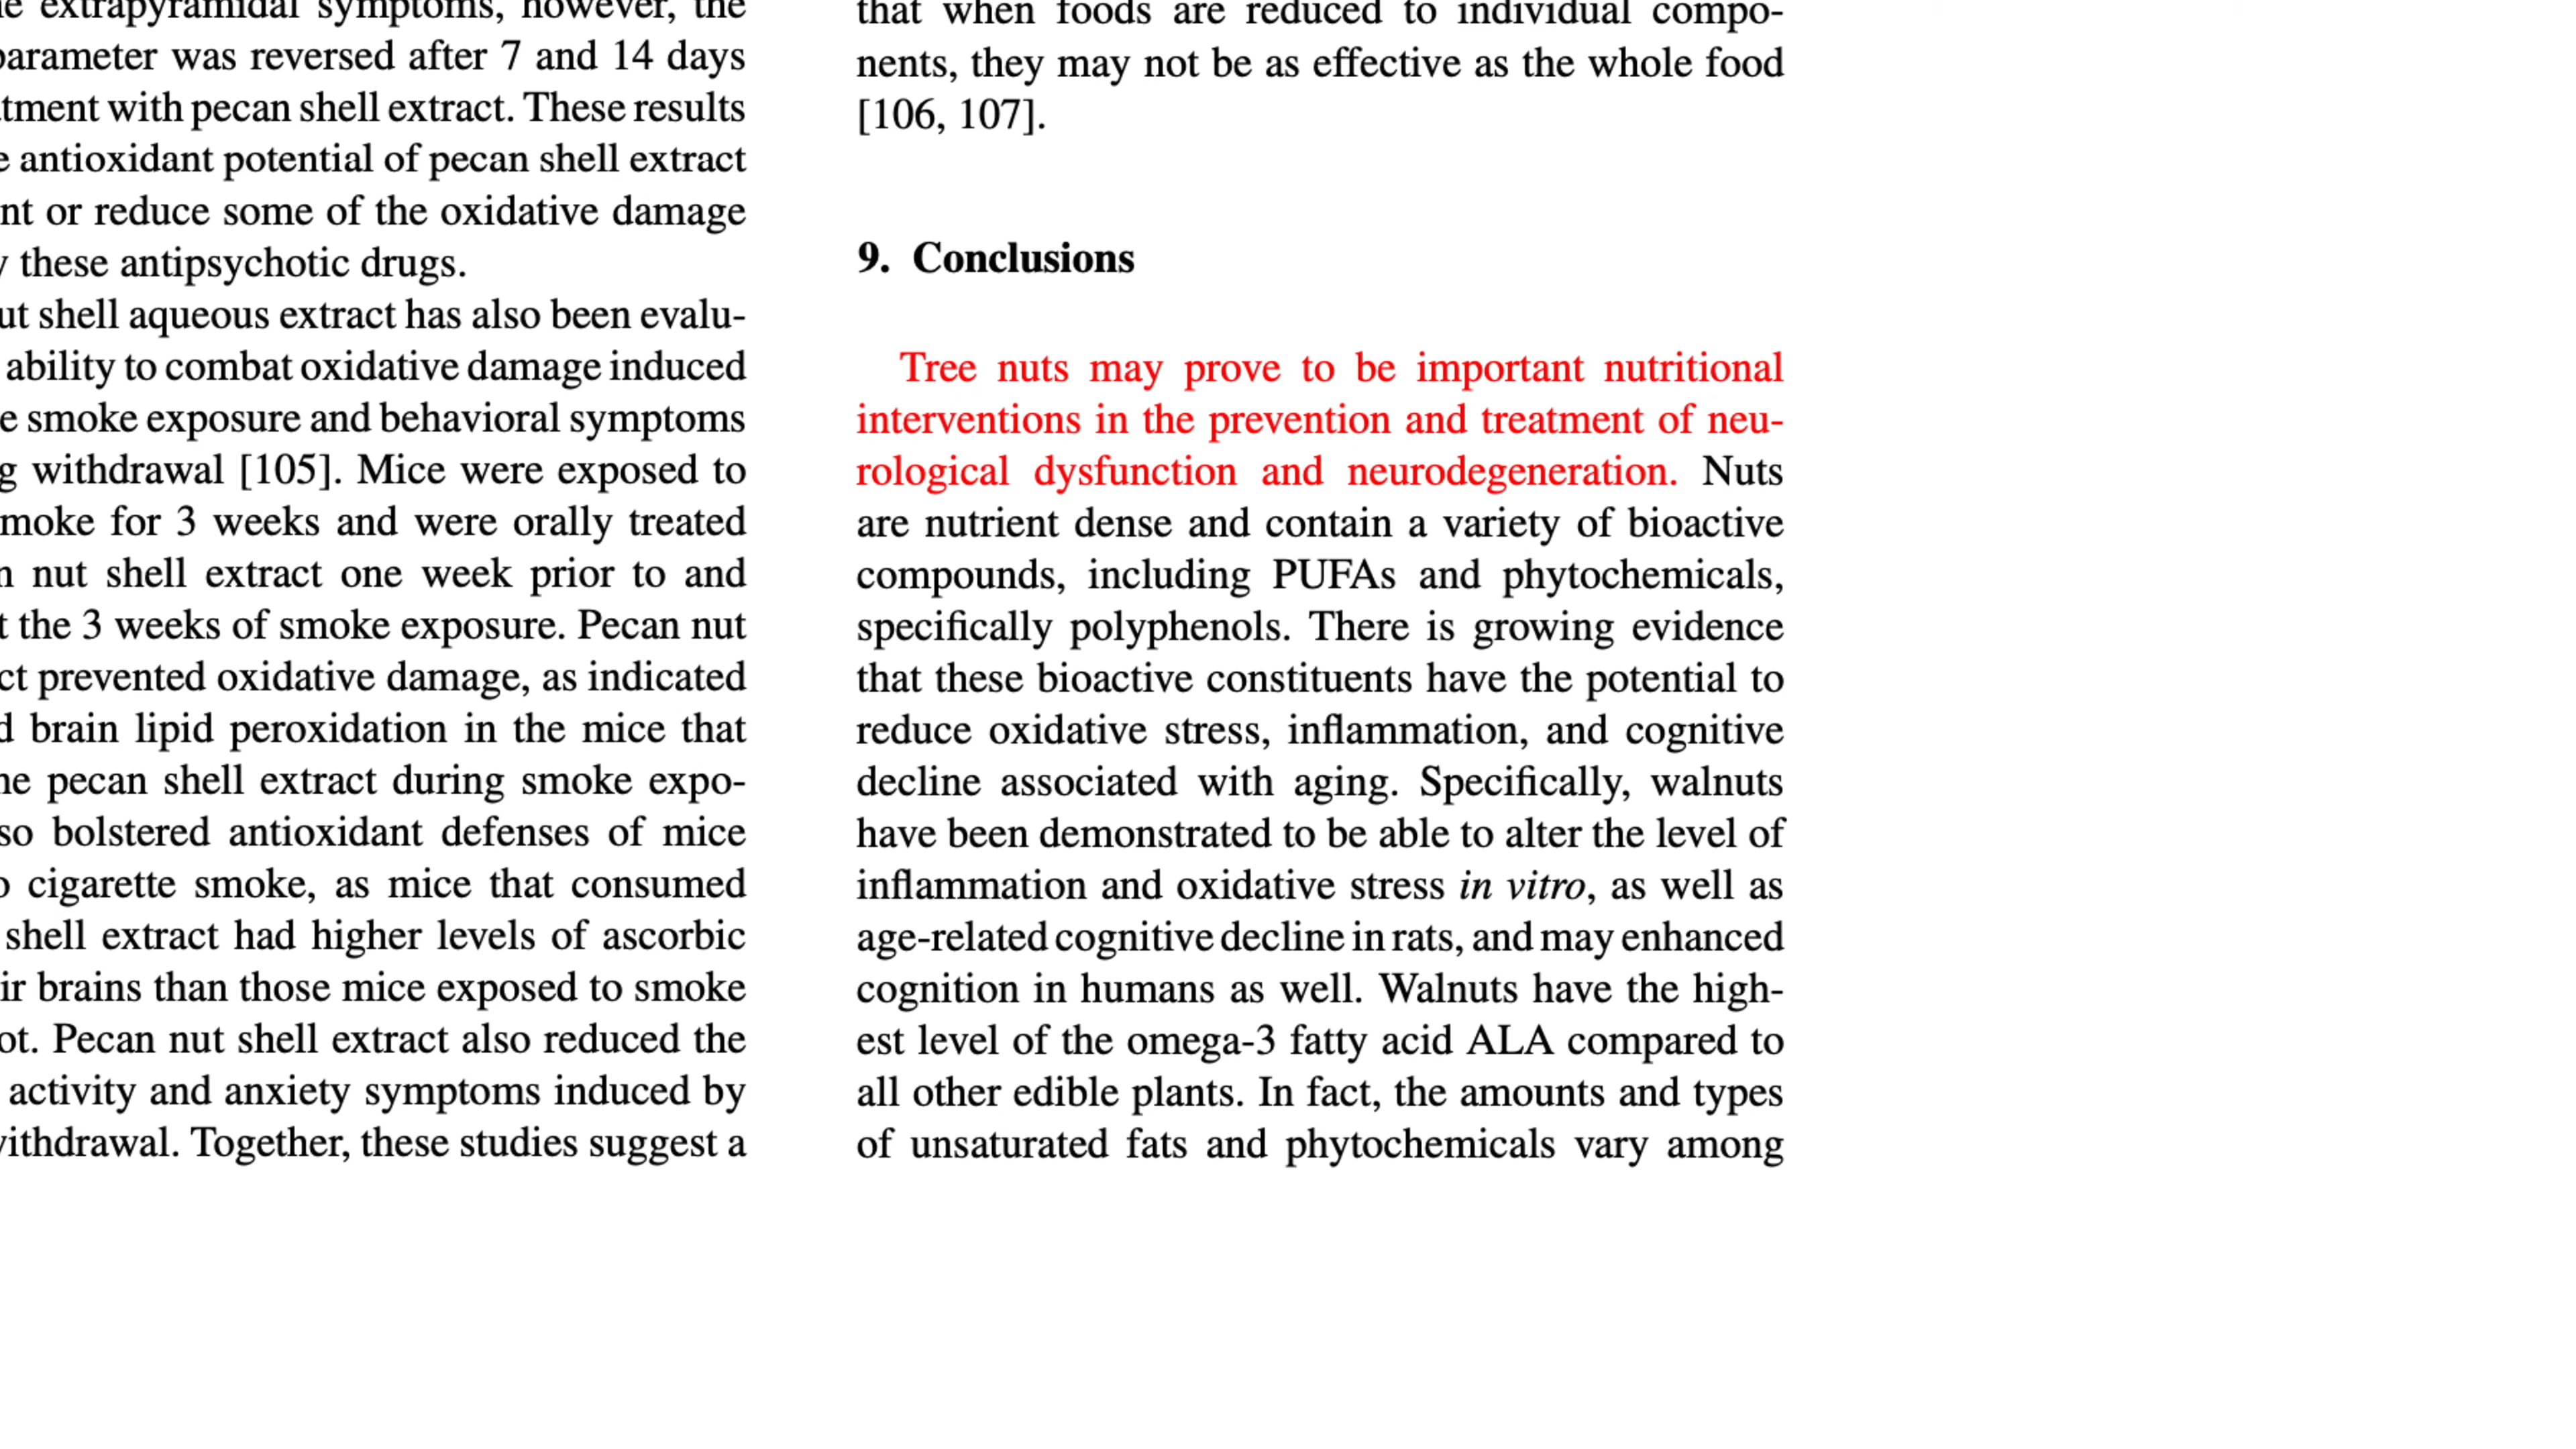 extrapyramidal symptoms, however, the
parameter was reversed after 7 and 14 days
tment with pecan shell extract. These results
e antioxidant potential of pecan shell extract
nt or reduce some of the oxidative damage
y these antipsychotic drugs.
ut shell aqueous extract has also been evalu-
ability to combat oxidative damage induced
e smoke exposure and behavioral symptoms
g withdrawal [105]. Mice were exposed to
moke for 3 weeks and were orally treated
n nut shell extract one week prior to and
t the 3 weeks of smoke exposure. Pecan nut
ct prevented oxidative damage, as indicated
d brain lipid peroxidation in the mice that
he pecan shell extract during smoke expo-
so bolstered antioxidant defenses of mice
o cigarette smoke, as mice that consumed
shell extract had higher levels of ascorbic
ir brains than those mice exposed to smoke
ot. Pecan nut shell extract also reduced the
activity and anxiety symptoms induced by
withdrawal. Together, these studies suggest a
that when foods are reduced to individual compo-
nents, they may not be as effective as the whole food
[106, 107].
9. Conclusions
Tree nuts may prove to be important nutritional
interventions in the prevention and treatment of neu-
rological dysfunction and neurodegeneration. Nuts
are nutrient dense and contain a variety of bioactive
compounds, including PUFAs and phytochemicals,
specifically polyphenols. There is growing evidence
that these bioactive constituents have the potential to
reduce oxidative stress, inflammation, and cognitive
decline associated with aging. Specifically, walnuts
have been demonstrated to be able to alter the level of
inflammation and oxidative stress in vitro, as well as
age-related cognitive decline in rats, and may enhanced
cognition in humans as well. Walnuts have the high-
est level of the omega-3 fatty acid ALA compared to
all other edible plants. In fact, the amounts and types
of unsaturated fats and phytochemicals vary among